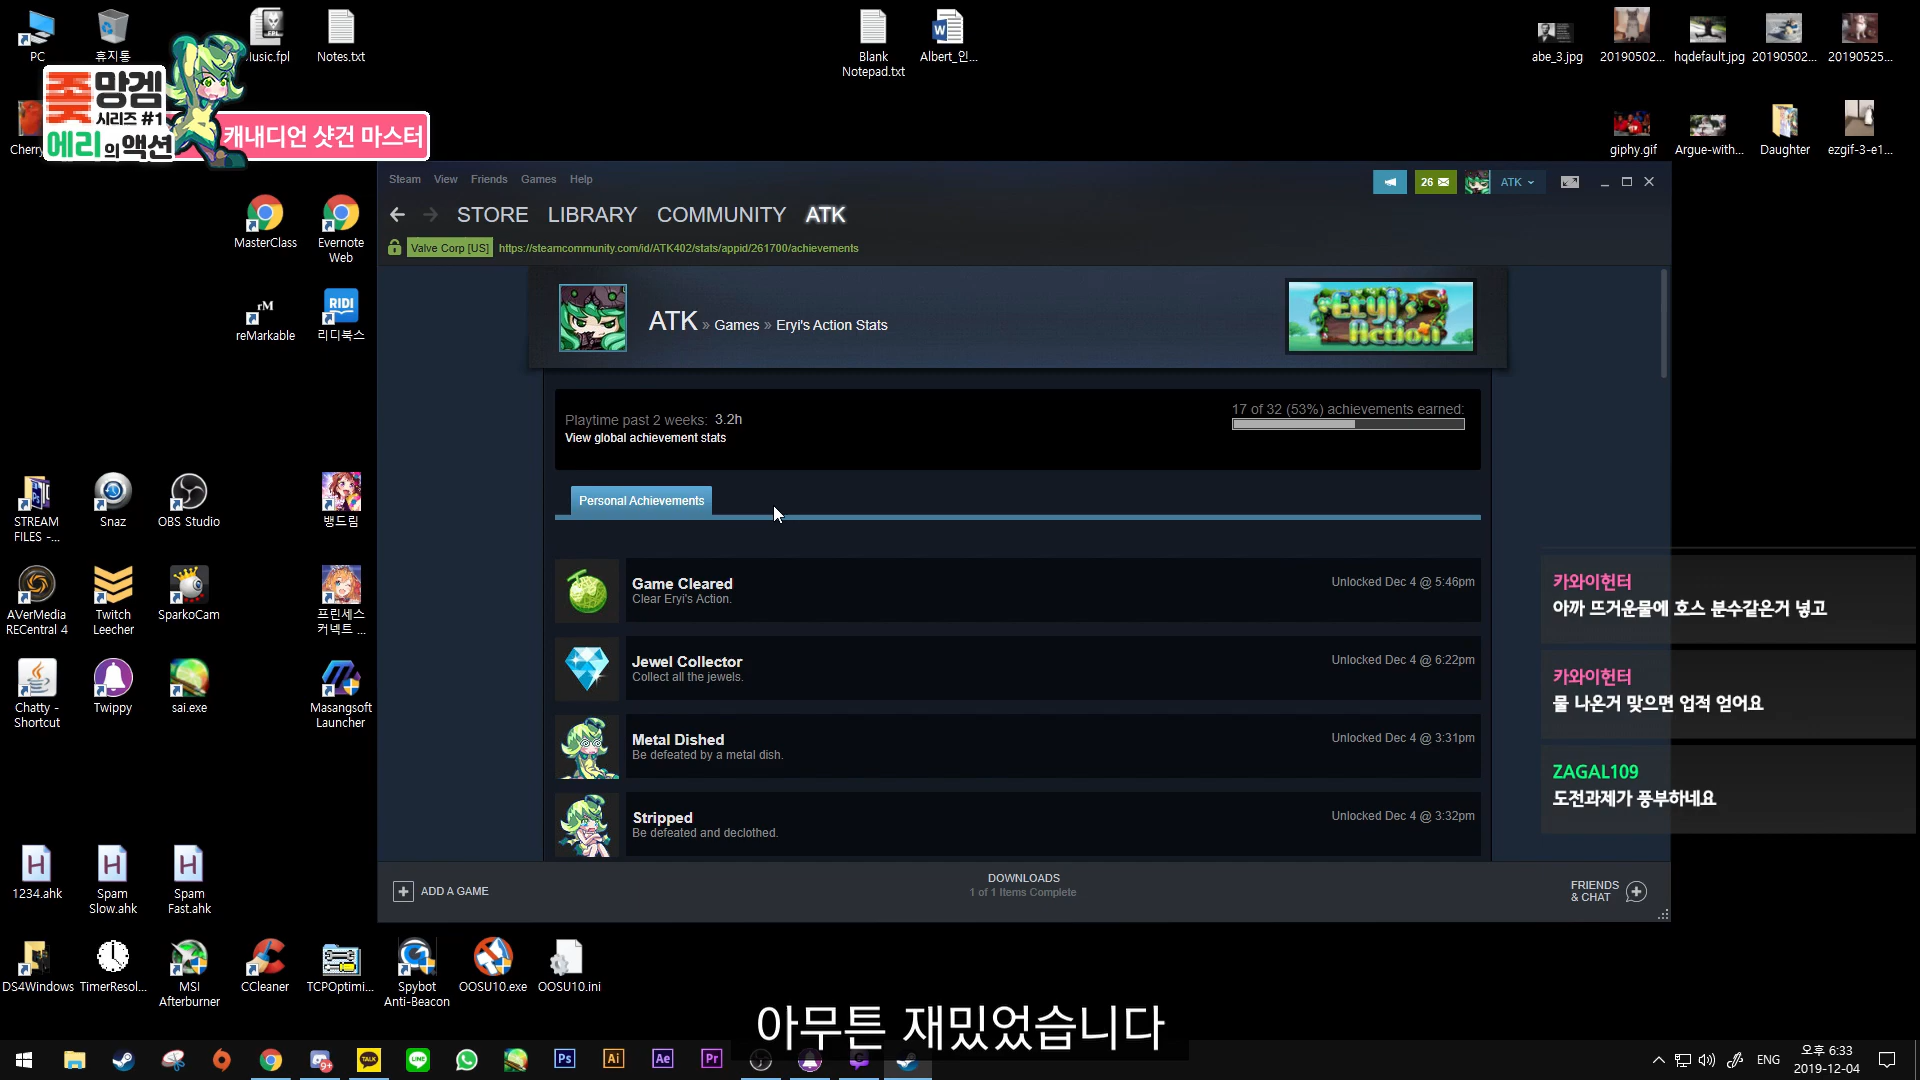 PC
휴지통
usic.fpl
Notes.txt
Blank
Notepad.txt
Albert_인...
abe_3.jpg
20190502...
hqdefault.jpg
20190502...
20190525...
좆망겜
시리즈 #1
에리의 액션
캐내디언 샷건 마스터
Cherry
giphy.gif
Argue-with...
Daughter
ezgif-3-e1...
Steam View Friends Games Help
26
ATK
STORE LIBRARY COMMUNITY ATK
Valve Corp [US] https://steamcommunity.com/id/ATK402/stats/appid/261700/achievements
MasterClass
Evernote
Web
rM
reMarkable
RIDI
리디북스
ATK » Games » Eryi's Action Stats
Eryi's
Action
Playtime past 2 weeks: 3.2h
View global achievement stats
17 of 32 (53%) achievements earned:
Personal Achievements
Game Cleared
Clear Eryi's Action.
Unlocked Dec 4 @ 5:46pm
Jewel Collector
Collect all the jewels.
Unlocked Dec 4 @ 6:22pm
Metal Dished
Be defeated by a metal dish.
Unlocked Dec 4 @ 3:31pm
Stripped
Be defeated and declothed.
Unlocked Dec 4 @ 3:32pm
ADD A GAME
DOWNLOADS
1 of 1 Items Complete
FRIENDS
& CHAT
카와이헌터
아까 뜨거운물에 호스 분수같은거 넣고
카와이헌터
물 나온거 맞으면 업적 얻어요
ZAGAL109
도전과제가 풍부하네요
STREAM
FILES -...
Snaz
OBS Studio
뱅드림
AVerMedia
RECentral 4
Twitch
Leecher
SparkoCam
프린세스
커넥트 ...
Chatty -
Shortcut
Twippy
sai.exe
Masangsoft
Launcher
H
1234.ahk
H
Spam
Slow.ahk
H
Spam
Fast.ahk
DS4Windows
TimerResol...
MSI
Afterburner
CCleaner
TCPOptimi...
Spybot
Anti-Beacon
OOSU10.exe
OOSU10.ini
아무튼 재밌었습니다
9+
TALK
LINE
Ps
Ai
Ae
Pr
ENG
오후 6:33
2019-12-04